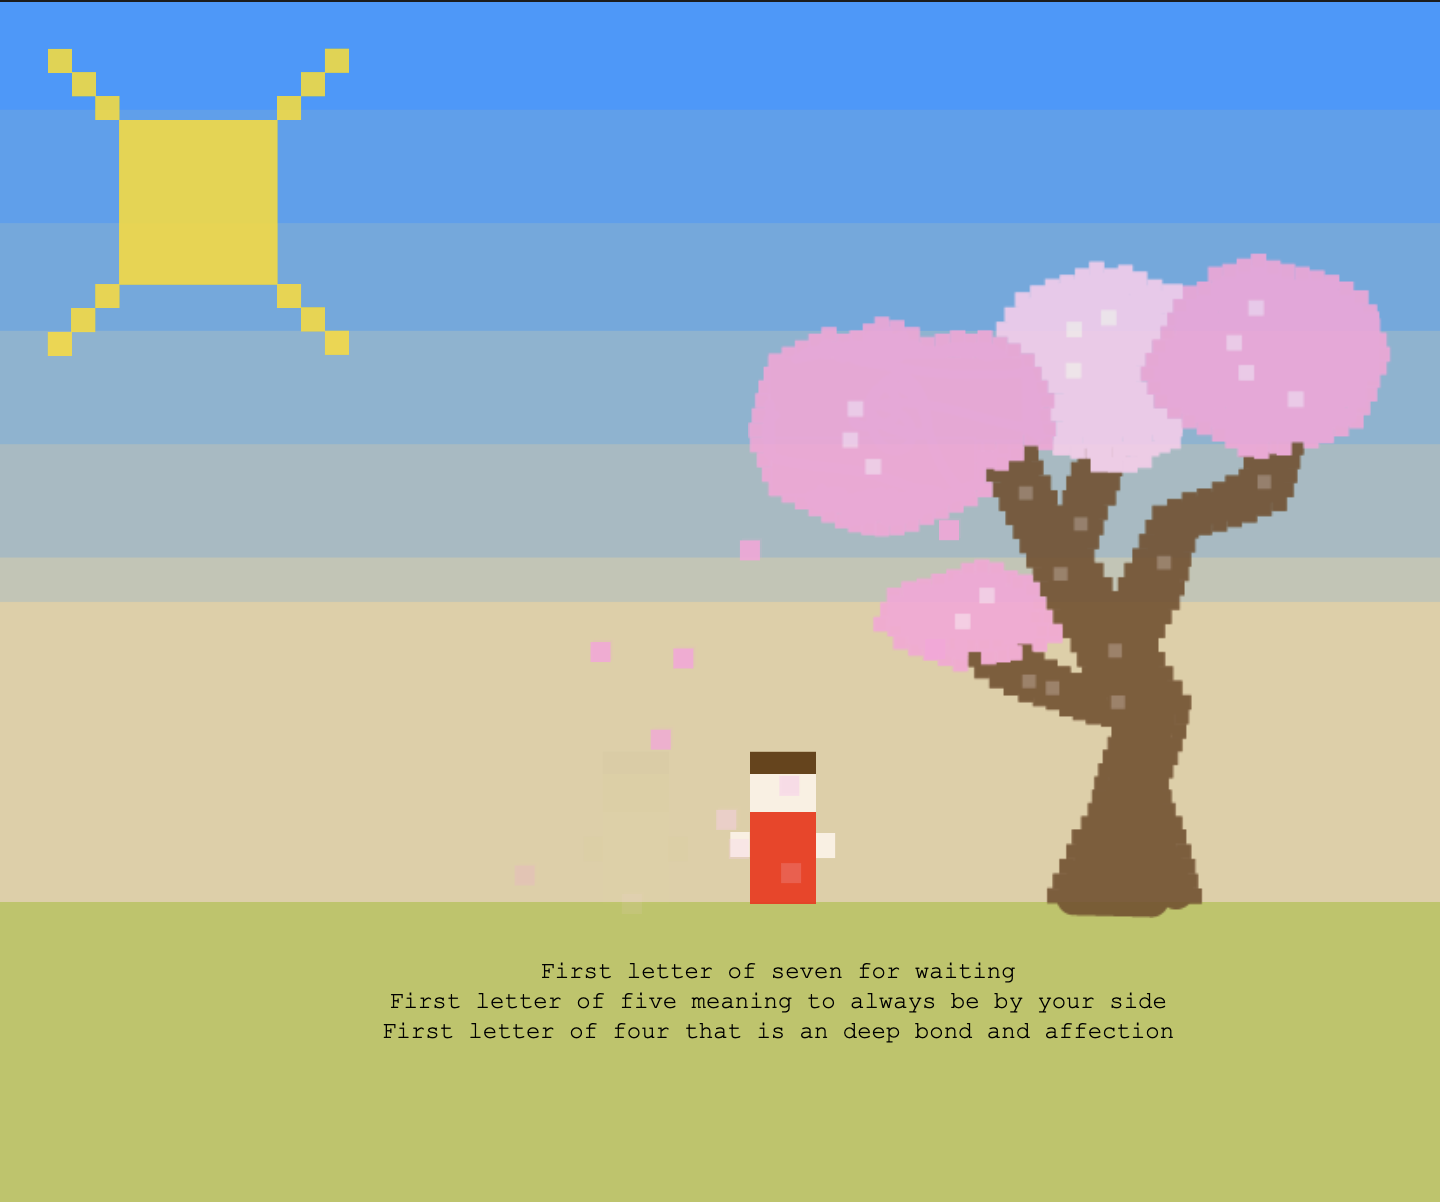 First letter of seven for waiting
First letter of five meaning to always be by your side
First letter of four that is an deep bond and affection